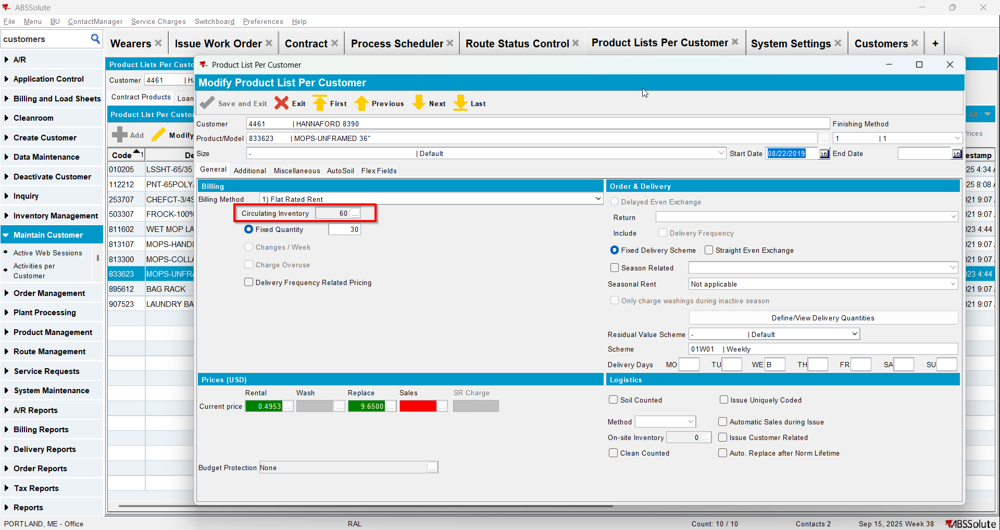 ABSSolute
File Menu BU ContactManager Service Charges Switchboard Preferences Help
customers
Wearers Issue Work Order Contract Process Scheduler Route Status Control Product Lists Per Customer System Settings Customers +
A/R
Application Control
Billing and Load Sheets
Cleanroom
Create Customer
Data Maintenance
Deactivate Customer
Inquiry
Inventory Management
Maintain Customer
Active Web Sessions
Activities per
Customer
Order Management
Plant Processing
Product Management
Route Management
Service Requests
System Maintenance
A/R Reports
Billing Reports
Delivery Reports
Order Reports
Tax Reports
Reports
Product Lists Per Custo
Customer 4461 | H
Contract Products Loan
Product List Per Custo
All
Add Modify
Prices
Code 1 De
estamp
010205 LSSHT-65/35 25 4:34
112212 PNT-65POLY/ 25 8:08
253707 CHEFCT-3/4S 021 9:07
503307 FROCK-100% 021 9:07
811602 WET MOP LA 023 4:44
813107 MOPS-HANDL 021 9:07
813300 MOPS-COLLA 021 9:07
833623 MOPS-UNFRA 023 4:44
895612 BAG RACK 021 9:07
907523 LAUNDRY BA 021 9:07
Product List Per Customer
Modify Product List Per Customer
Save and Exit Exit First Previous Next Last
Customer 4461 | HANNAFORD 8390 Finishing Method
Product/Model 833623 | MOPS-UNFRAMED 36" ... 1 | 1
Size - | Default Start Date 08/22/2019 16 End Date 16
General Additional Miscellaneous AutoSoil Flex Fields
Billing
Billing Method 1) Flat Rated Rent
Circulating Inventory 60 ...
Fixed Quantity 30
Changes / Week
Charge Overuse
Delivery Frequency Related Pricing
Order & Delivery
Delayed Even Exchange
Return
Include Delivery Frequency
Fixed Delivery Scheme Straight Even Exchange
Season Related
Seasonal Rent Not applicable
Only charge washings during inactive season
Define/View Delivery Quantities
Residual Value Scheme - | Default
Scheme 01W01 | Weekly
Delivery Days MO TU WE B TH FR SA SU
Prices (USD)
Rental Wash Replace Sales SR Charge
Current price 0.4953 ... ... 9.6500 ... ...
Budget Protection None ...
Logistics
Soil Counted Issue Uniquely Coded
Method Automatic Sales during Issue
On-site Inventory 0 ... Issue Customer Related
Clean Counted Auto. Replace after Norm Lifetime
PORTLAND, ME - Office RAL Count: 10 / 10 Contacts 2 Sep 15, 2025 Week 38 ABSSolute